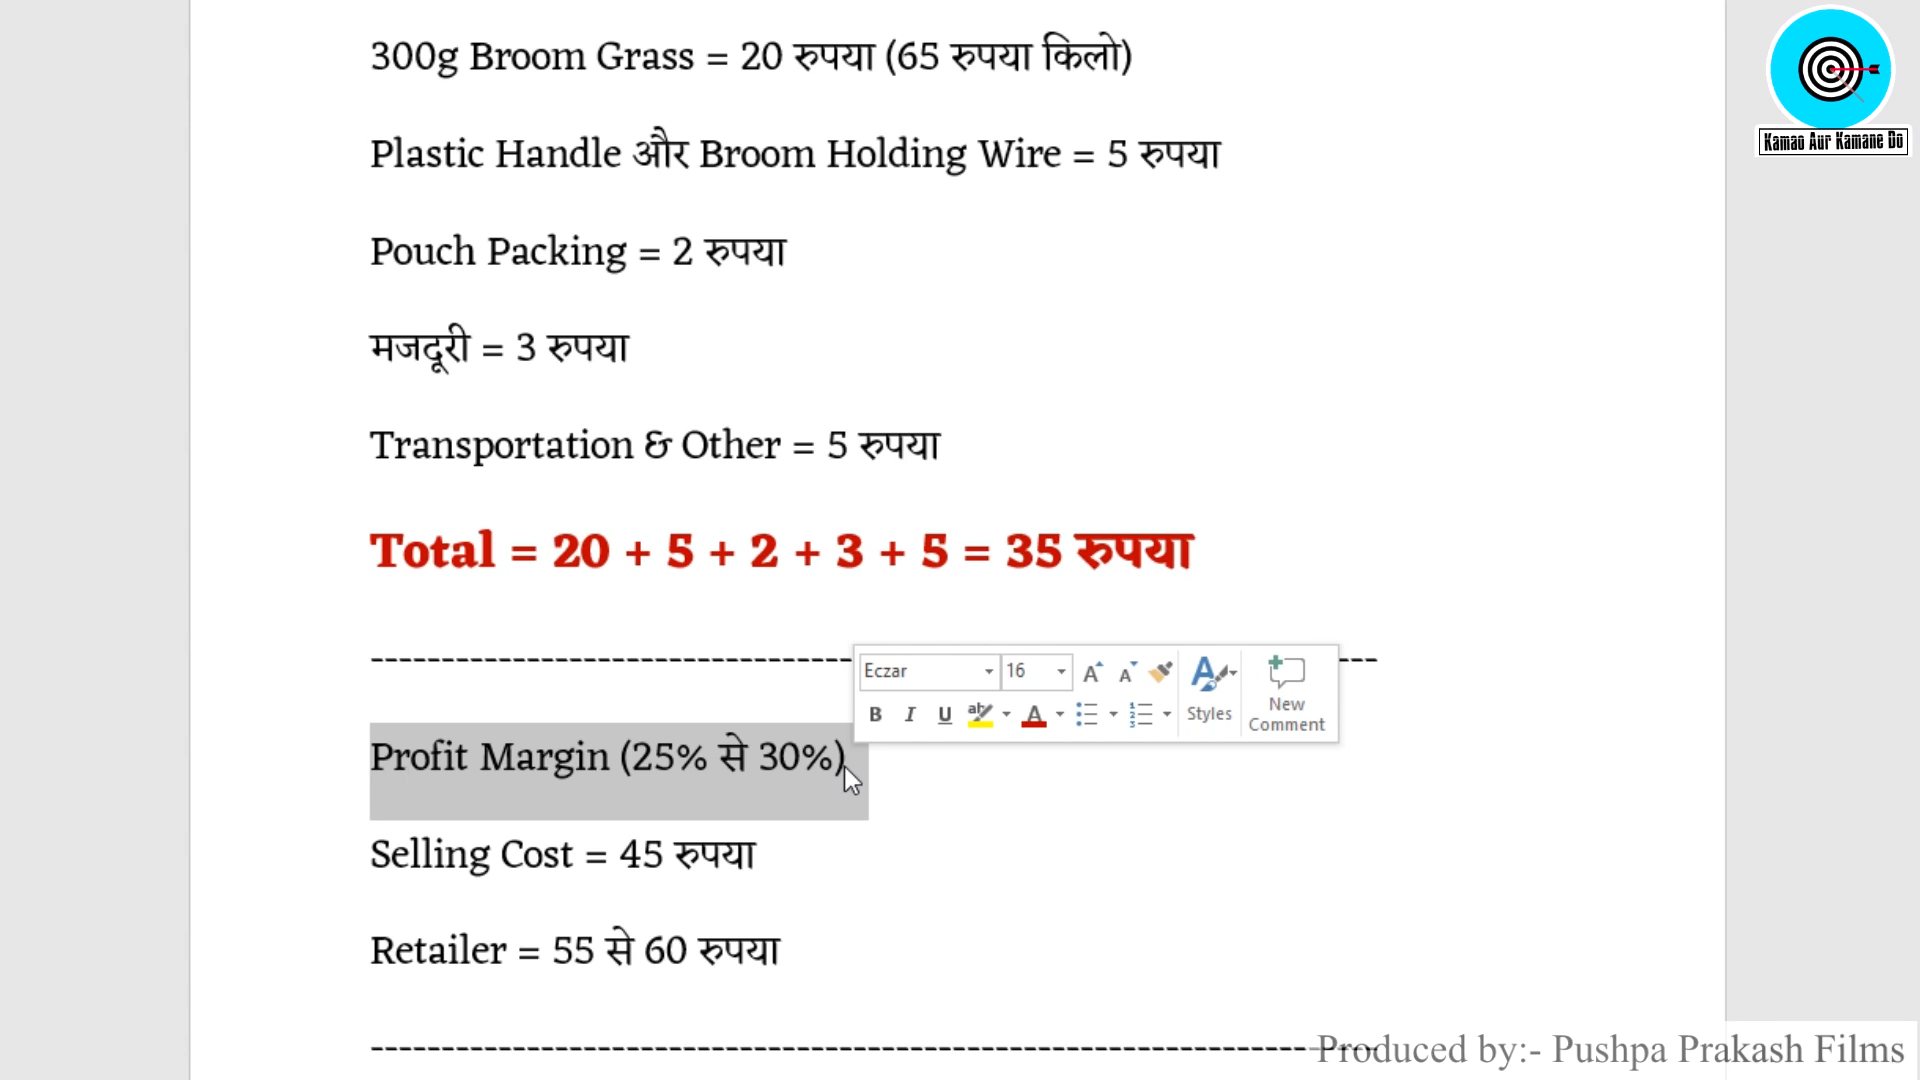 300g Broom Grass = 20 रुपया (65 रुपया किलो)
Kamao Aur Kamane Do
Plastic Handle और Broom Holding Wire = 5 रुपया
Pouch Packing = 2 रुपया
मजदूरी = 3 रुपया
Transportation & Other = 5 रुपया
Total = 20 + 5 + 2 + 3 + 5 = 35 रुपया
Eczar 16
B I U Styles New Comment
Profit Margin (25% से 30%)
Selling Cost = 45 रुपया
Retailer = 55 से 60 रुपया
Produced by:- Pushpa Prakash Films